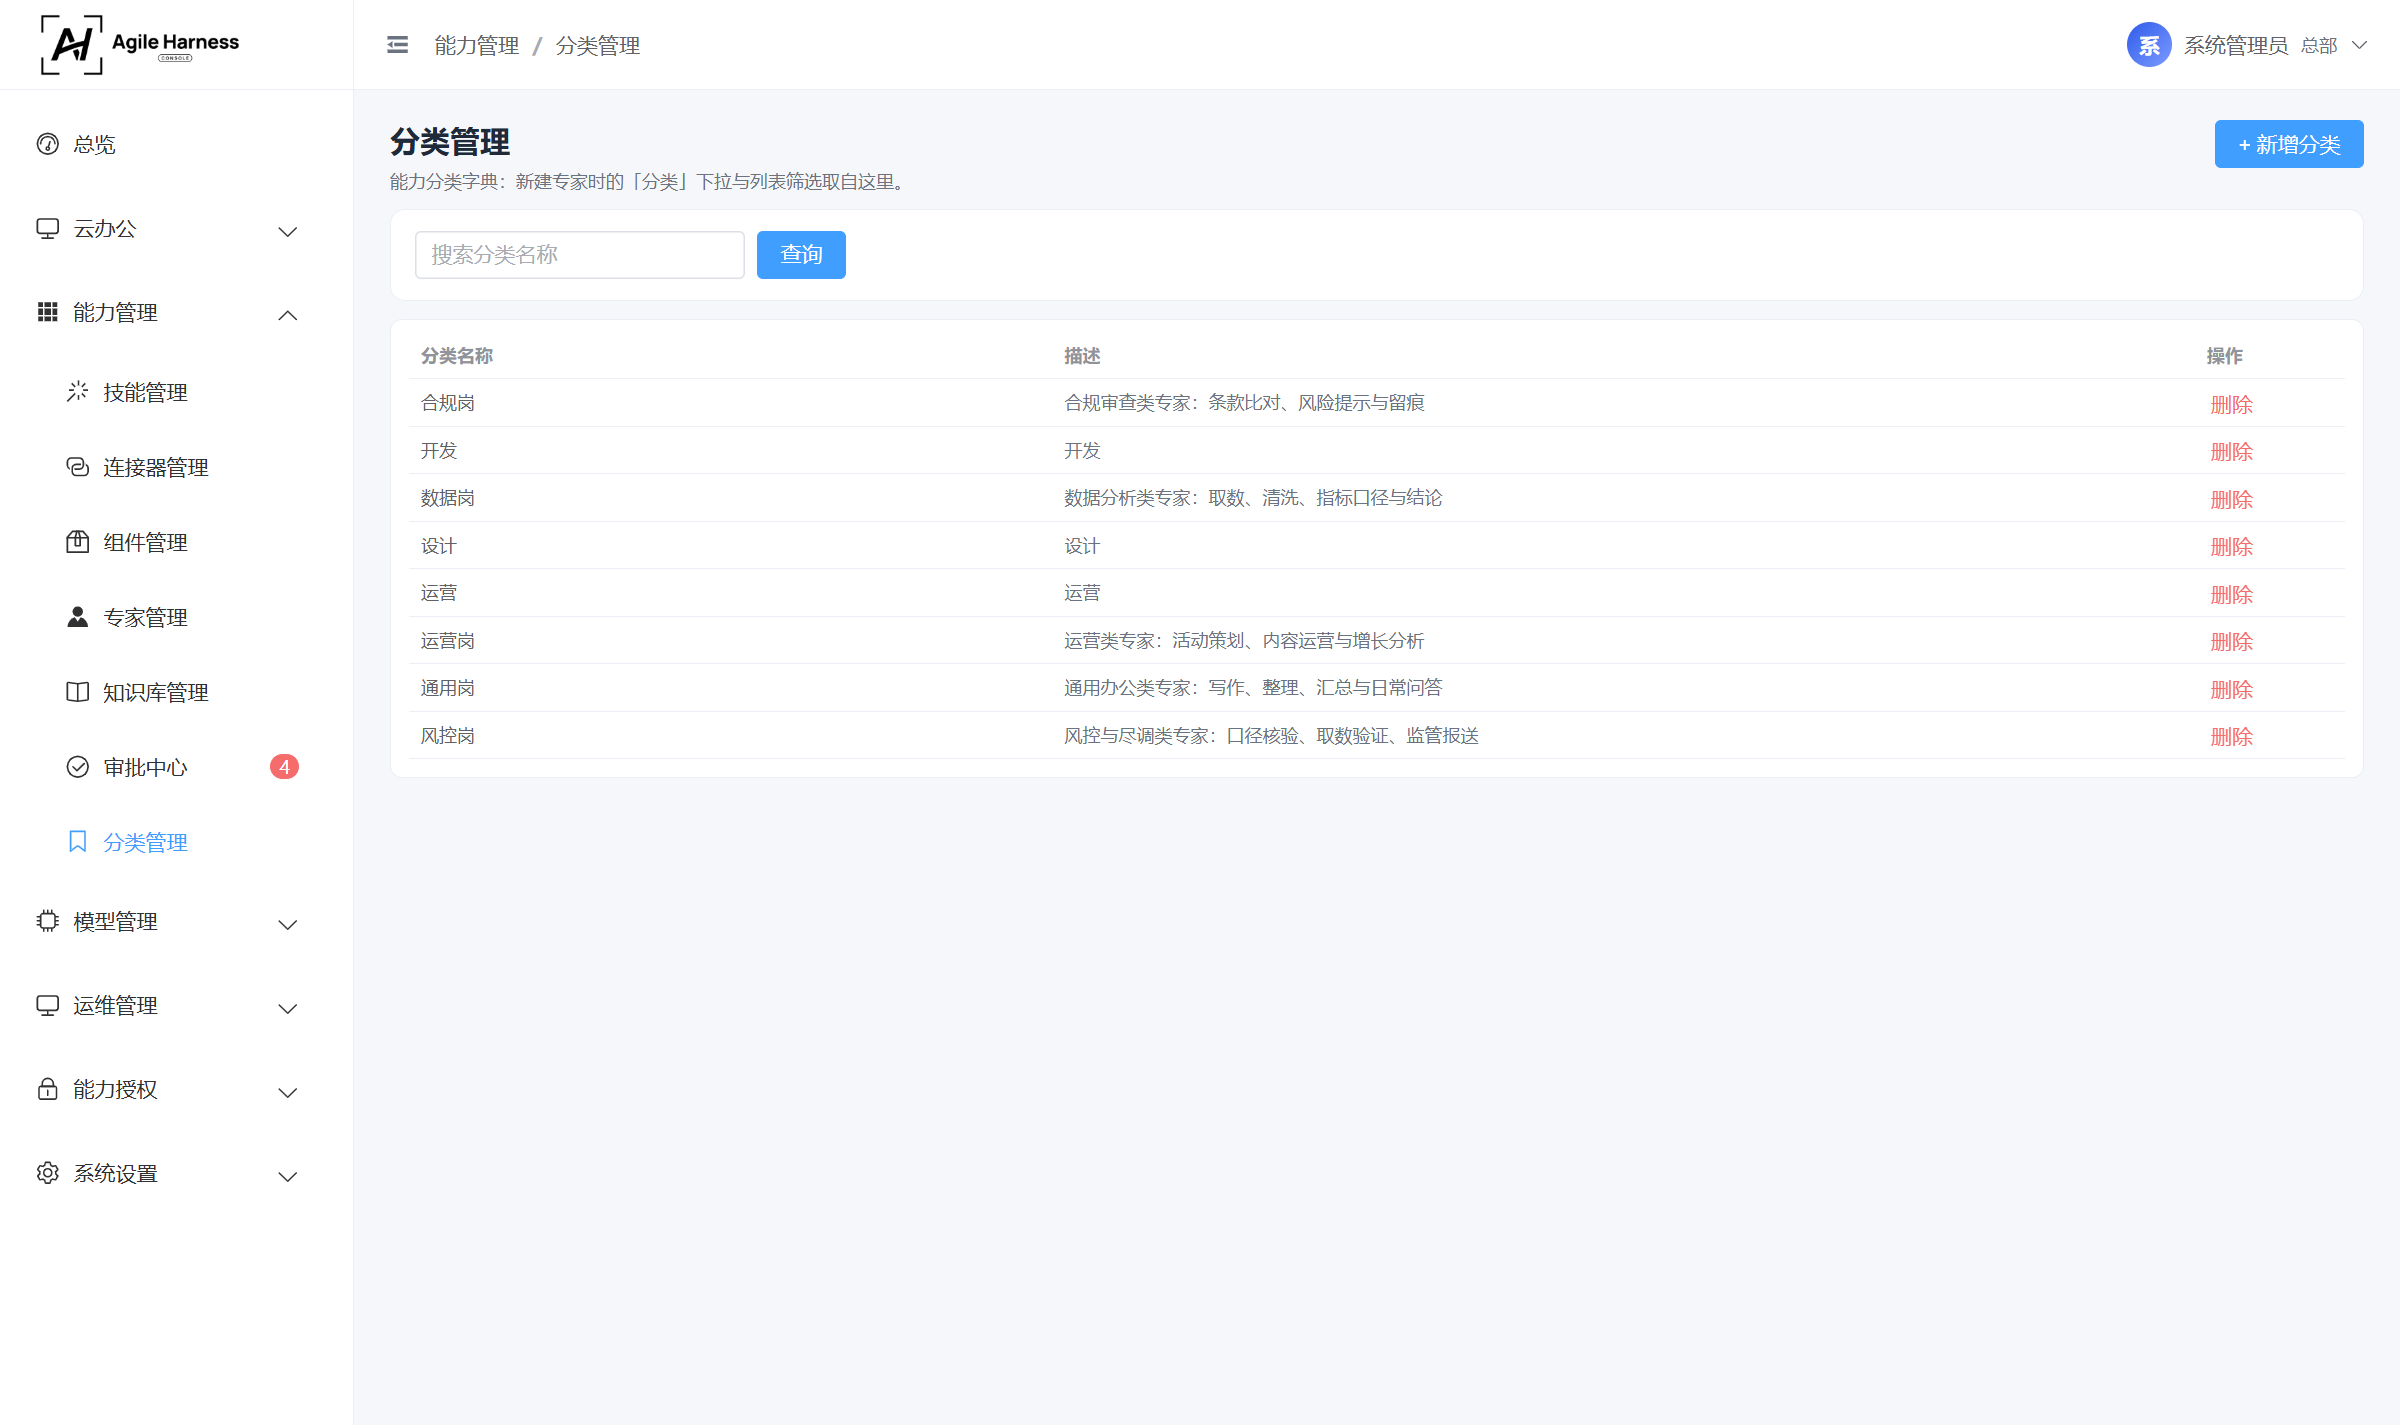 Agile Harness
CONSOLE
能力管理 / 分类管理
系 系统管理员 总部
总览
云办公
能力管理
技能管理
连接器管理
组件管理
专家管理
知识库管理
审批中心 4
分类管理
模型管理
运维管理
能力授权
系统设置
分类管理
+ 新增分类
能力分类字典：新建专家时的「分类」下拉与列表筛选取自这里。
搜索分类名称 查询
分类名称 描述 操作
合规岗 合规审查类专家：条款比对、风险提示与留痕 删除
开发 开发 删除
数据岗 数据分析类专家：取数、清洗、指标口径与结论 删除
设计 设计 删除
运营 运营 删除
运营岗 运营类专家：活动策划、内容运营与增长分析 删除
通用岗 通用办公类专家：写作、整理、汇总与日常问答 删除
风控岗 风控与尽调类专家：口径核验、取数验证、监管报送 删除